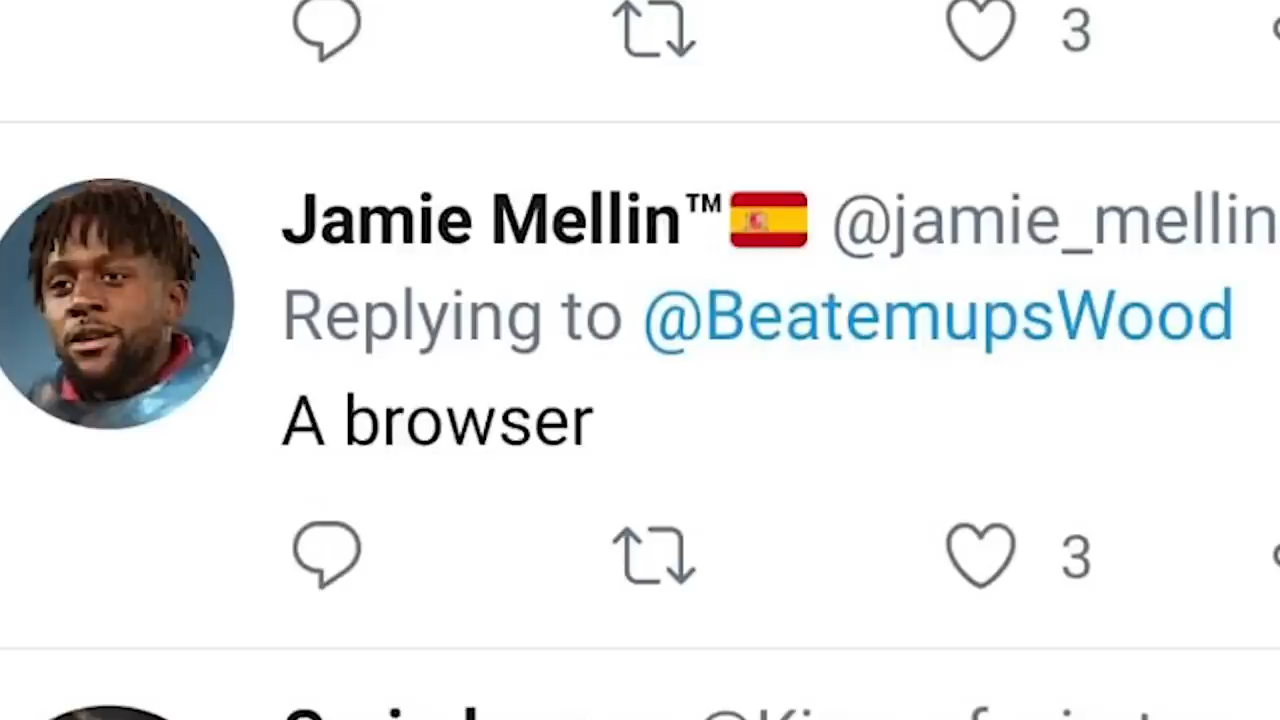 3
Jamie Mellin™🇪🇸 @jamie_mellin
Replying to @BeatemupsWood
A browser
3